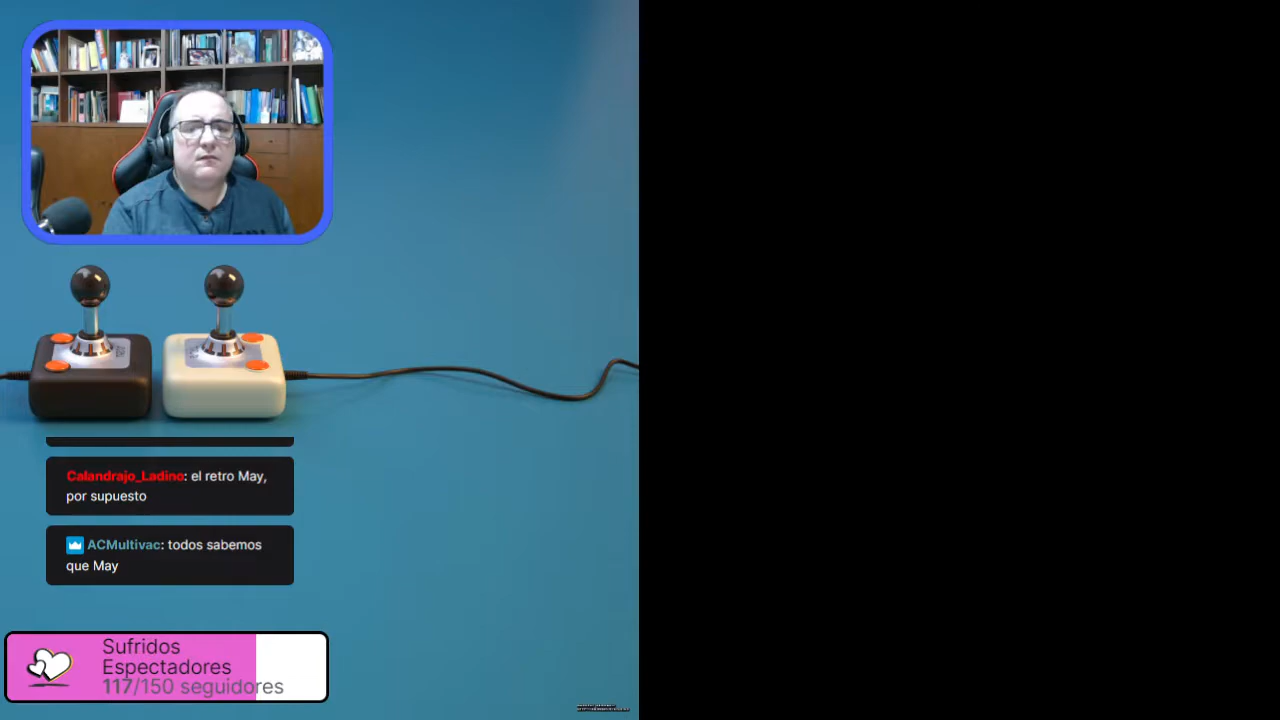 Calandrajo_Ladino: el retro May,
por supuesto
ACMultivac: todos sabemos
que May
Sufridos
Espectadores
117/150 seguidores